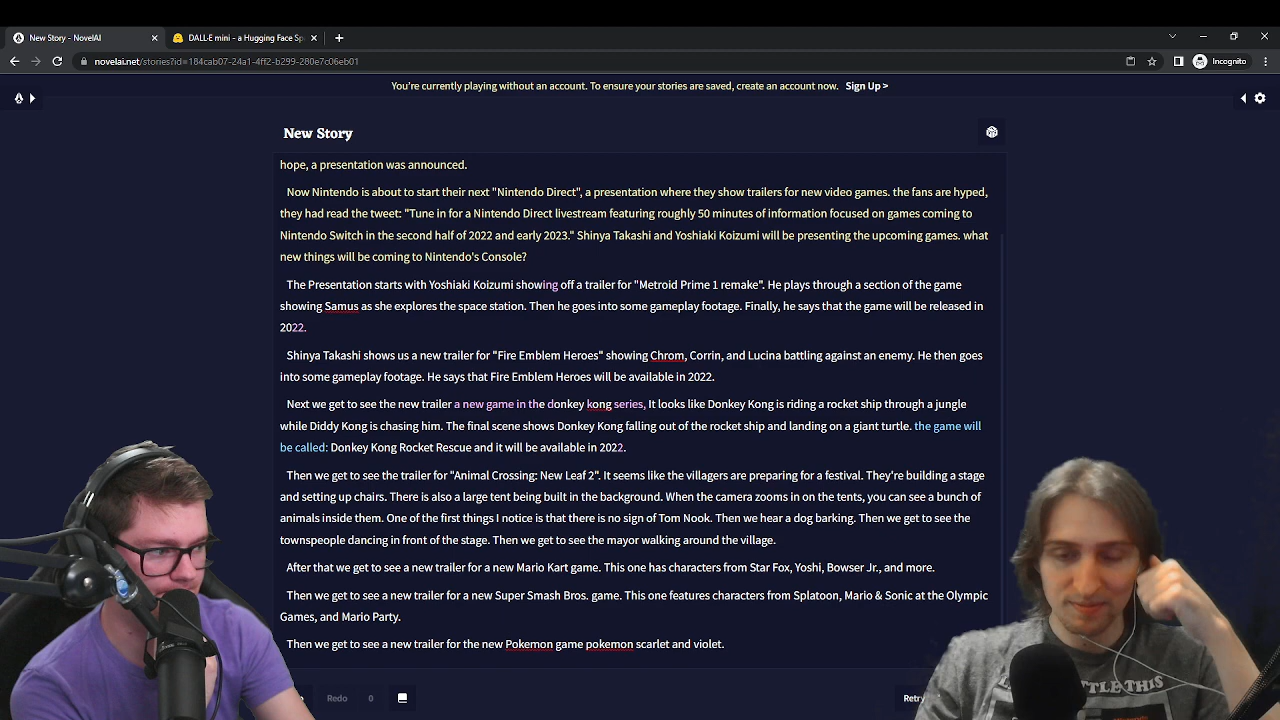 New Story - NovelAI
DALL·E mini - a Hugging Face Sp
novelai.net/stories?id=184cab07-24a1-4ff2-b299-280e7c06eb01
Incognito
You're currently playing without an account. To ensure your stories are saved, create an account now. Sign Up >
New Story
hope, a presentation was announced.
Now Nintendo is about to start their next "Nintendo Direct", a presentation where they show trailers for new video games. the fans are hyped,
they had read the tweet: "Tune in for a Nintendo Direct livestream featuring roughly 50 minutes of information focused on games coming to
Nintendo Switch in the second half of 2022 and early 2023." Shinya Takashi and Yoshiaki Koizumi will be presenting the upcoming games. what
new things will be coming to Nintendo's Console?
The Presentation starts with Yoshiaki Koizumi showing off a trailer for "Metroid Prime 1 remake". He plays through a section of the game
showing Samus as she explores the space station. Then he goes into some gameplay footage. Finally, he says that the game will be released in
2022.
Shinya Takashi shows us a new trailer for "Fire Emblem Heroes" showing Chrom, Corrin, and Lucina battling against an enemy. He then goes
into some gameplay footage. He says that Fire Emblem Heroes will be available in 2022.
Next we get to see the new trailer a new game in the donkey kong series, It looks like Donkey Kong is riding a rocket ship through a jungle
while Diddy Kong is chasing him. The final scene shows Donkey Kong falling out of the rocket ship and landing on a giant turtle. the game will
be called: Donkey Kong Rocket Rescue and it will be available in 2022.
Then we get to see the trailer for "Animal Crossing: New Leaf 2". It seems like the villagers are preparing for a festival. They're building a stage
and setting up chairs. There is also a large tent being built in the background. When the camera zooms in on the tents, you can see a bunch of
animals inside them. One of the first things I notice is that there is no sign of Tom Nook. Then we hear a dog barking. Then we get to see the
townspeople dancing in front of the stage. Then we get to see the mayor walking around the village.
After that we get to see a new trailer for a new Mario Kart game. This one has characters from Star Fox, Yoshi, Bowser Jr., and more.
Then we get to see a new trailer for a new Super Smash Bros. game. This one features characters from Splatoon, Mario & Sonic at the Olympic
Games, and Mario Party.
Then we get to see a new trailer for the new Pokemon game pokemon scarlet and violet.
Redo 0
Retry
THIS